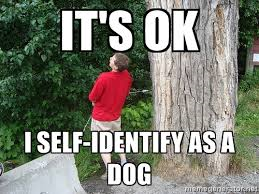 IT'S OK
I SELF-IDENTIFY AS A
DOG
memegenerator.net